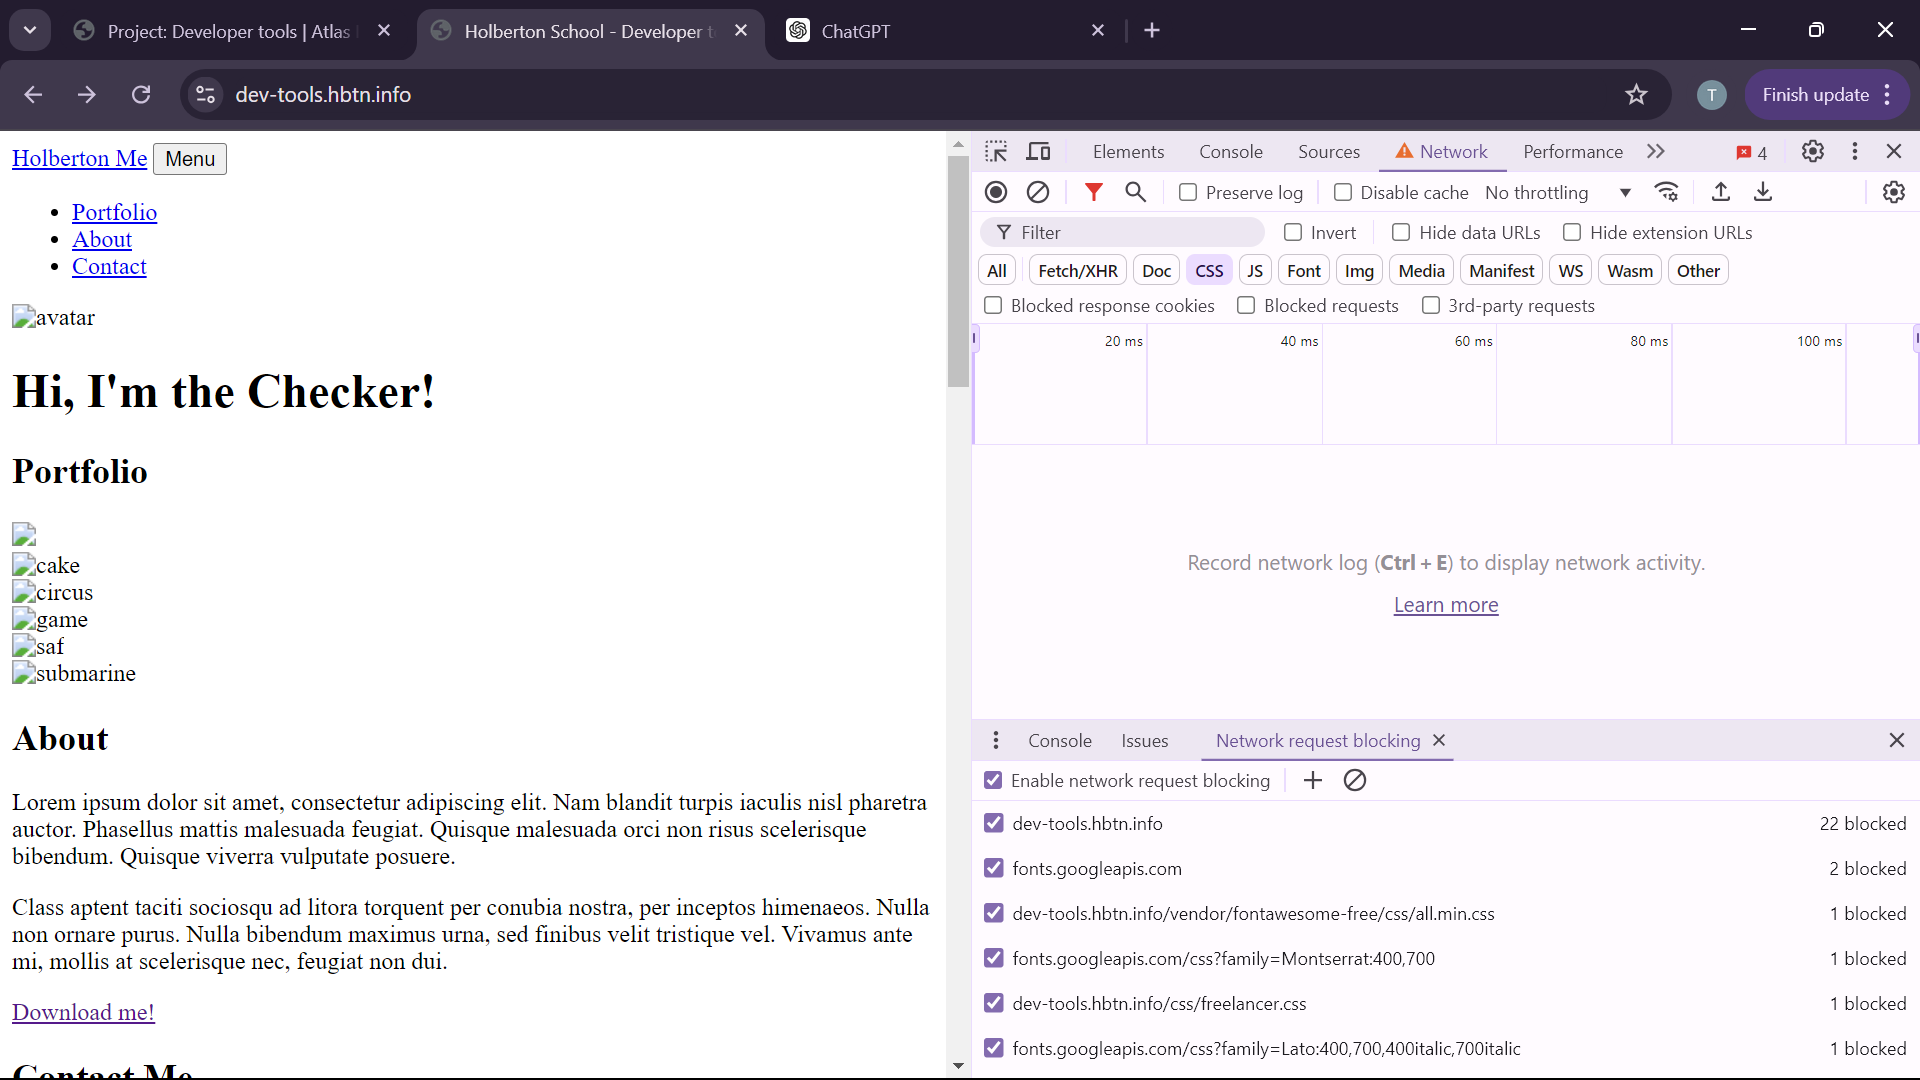 Project: Developer tools | Atlas
Holberton School - Developer t
ChatGPT
dev-tools.hbtn.info
T
Finish update
Holberton Me
Menu
Portfolio
About
Contact
avatar
Hi, I'm the Checker!
Portfolio
cake
circus
game
saf
submarine
About
Lorem ipsum dolor sit amet, consectetur adipiscing elit. Nam blandit turpis iaculis nisl pharetra
auctor. Phasellus mattis malesuada feugiat. Quisque malesuada orci non risus scelerisque
bibendum. Quisque viverra vulputate posuere.
Class aptent taciti sociosqu ad litora torquent per conubia nostra, per inceptos himenaeos. Nulla
non ornare purus. Nulla bibendum maximus urna, sed finibus velit tristique vel. Vivamus ante
mi, mollis at scelerisque nec, feugiat non dui.
Download me!
Contact Me
Elements Console Sources Network Performance 4
Preserve log Disable cache No throttling
Filter Invert Hide data URLs Hide extension URLs
All Fetch/XHR Doc CSS JS Font Img Media Manifest WS Wasm Other
Blocked response cookies Blocked requests 3rd-party requests
20 ms 40 ms 60 ms 80 ms 100 ms
Record network log (Ctrl + E) to display network activity.
Learn more
Console Issues Network request blocking
Enable network request blocking
dev-tools.hbtn.info 22 blocked
fonts.googleapis.com 2 blocked
dev-tools.hbtn.info/vendor/fontawesome-free/css/all.min.css 1 blocked
fonts.googleapis.com/css?family=Montserrat:400,700 1 blocked
dev-tools.hbtn.info/css/freelancer.css 1 blocked
fonts.googleapis.com/css?family=Lato:400,700,400italic,700italic 1 blocked